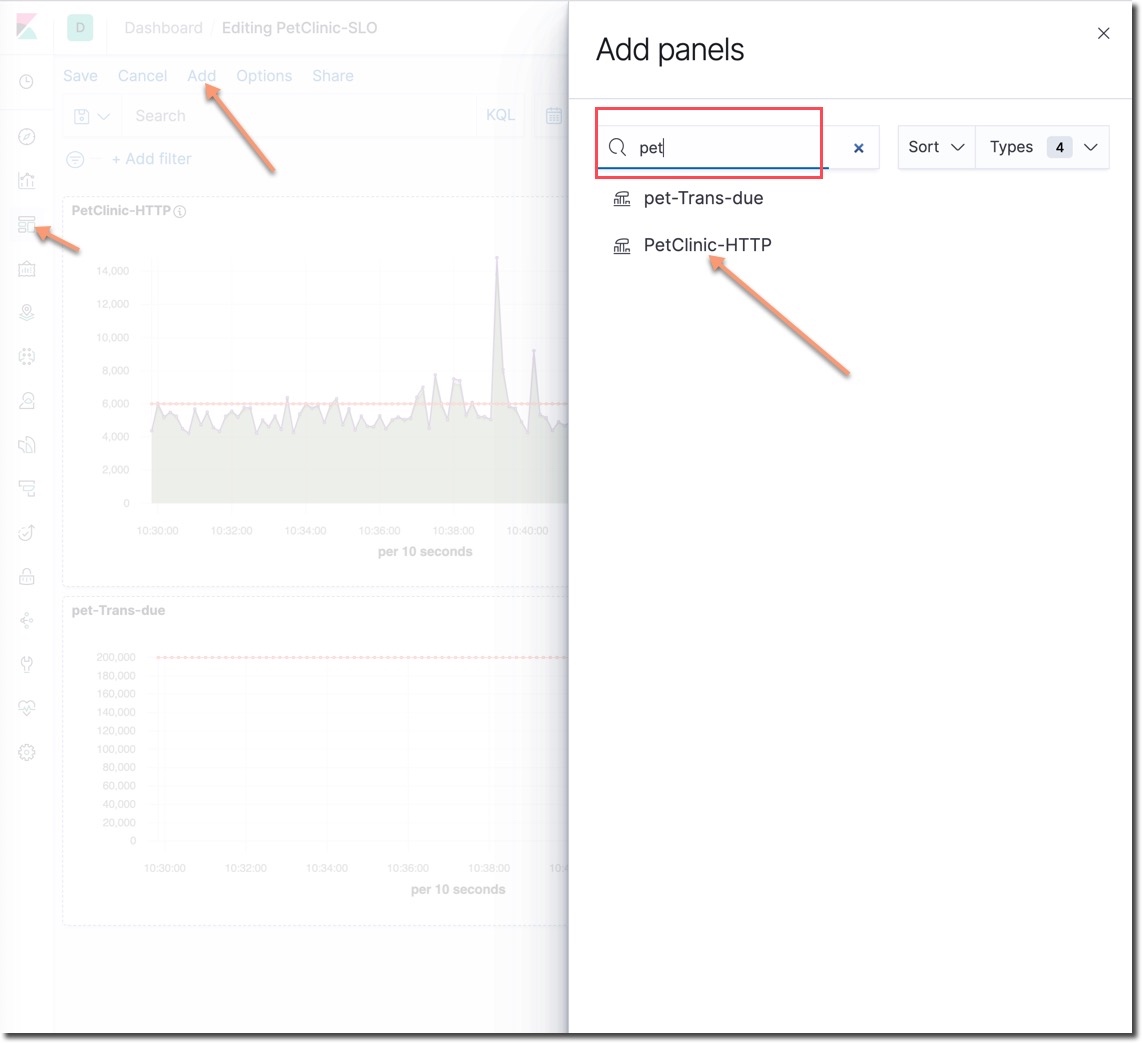 D Dashboard / Editing PetClinic-SLO
Save Cancel Add Options Share
Search KQL
+ Add filter
PetClinic-HTTP
14,000
12,000
10,000
8,000
6,000
4,000
2,000
0
10:30:00 10:32:00 10:34:00 10:36:00 10:38:00 10:40:00
per 10 seconds
pet-Trans-due
200,000
180,000
160,000
140,000
120,000
100,000
80,000
60,000
40,000
20,000
0
10:30:00 10:32:00 10:34:00 10:36:00 10:38:00
per 10 seconds
Add panels
pet Sort Types 4
pet-Trans-due
PetClinic-HTTP